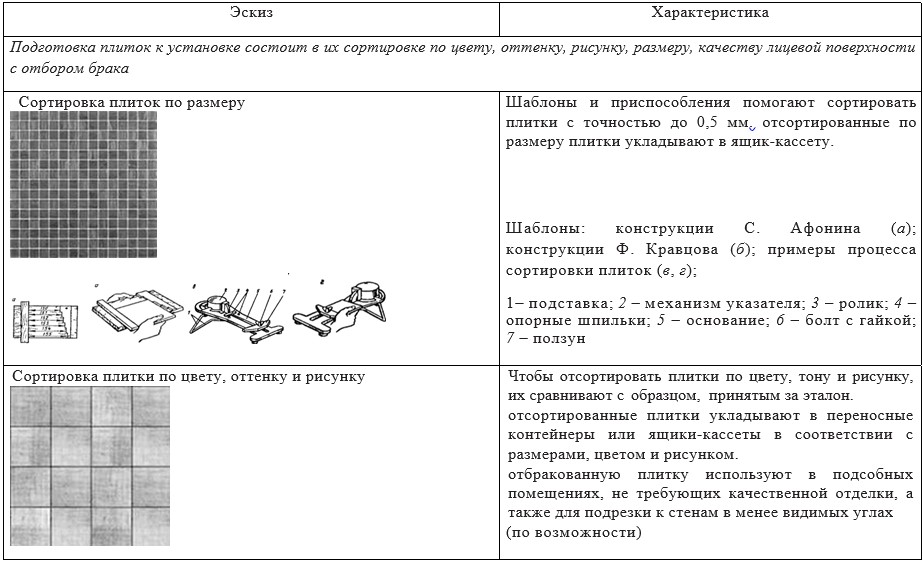 Эскиз
Характеристика
Подготовка плиток к установке состоит в их сортировке по цвету, оттенку, рисунку, размеру, качеству лицевой поверхности
с отбором брака
Сортировка плиток по размеру
Шаблоны и приспособления помогают сортировать
плитки с точностью до 0,5 мм, отсортированные по
размеру плитки укладывают в ящик-кассету.
Шаблоны: конструкции С. Афонина (а);
конструкции Ф. Кравцова (б); примеры процесса
сортировки плиток (в, г);
1– подставка; 2 – механизм указателя; 3 – ролик; 4 –
опорные шпильки; 5 – основание; 6 – болт с гайкой;
7 – ползун
Сортировка плитки по цвету, оттенку и рисунку
Чтобы отсортировать плитки по цвету, тону и рисунку,
их сравнивают с образцом, принятым за эталон.
отсортированные плитки укладывают в переносные
контейнеры или ящики-кассеты в соответствии с
размерами, цветом и рисунком.
отбракованную плитку используют в подсобных
помещениях, не требующих качественной отделки, а
также для подрезки к стенам в менее видимых углах
(по возможности)